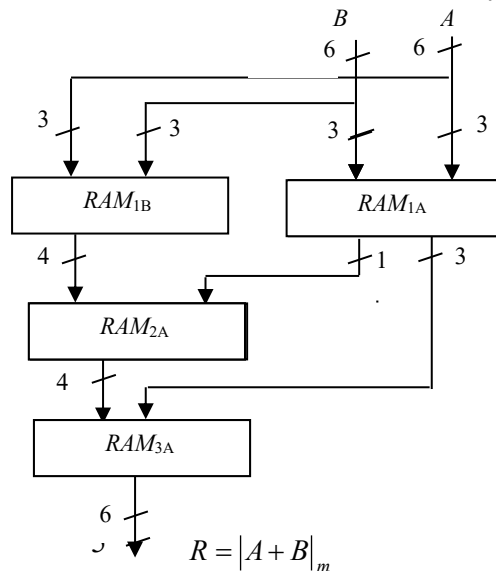 B A
6 6
3 3 3 3
RAM1B RAM1A
4 1 3
RAM2A
4
RAM3A
6
R = |A + B|m